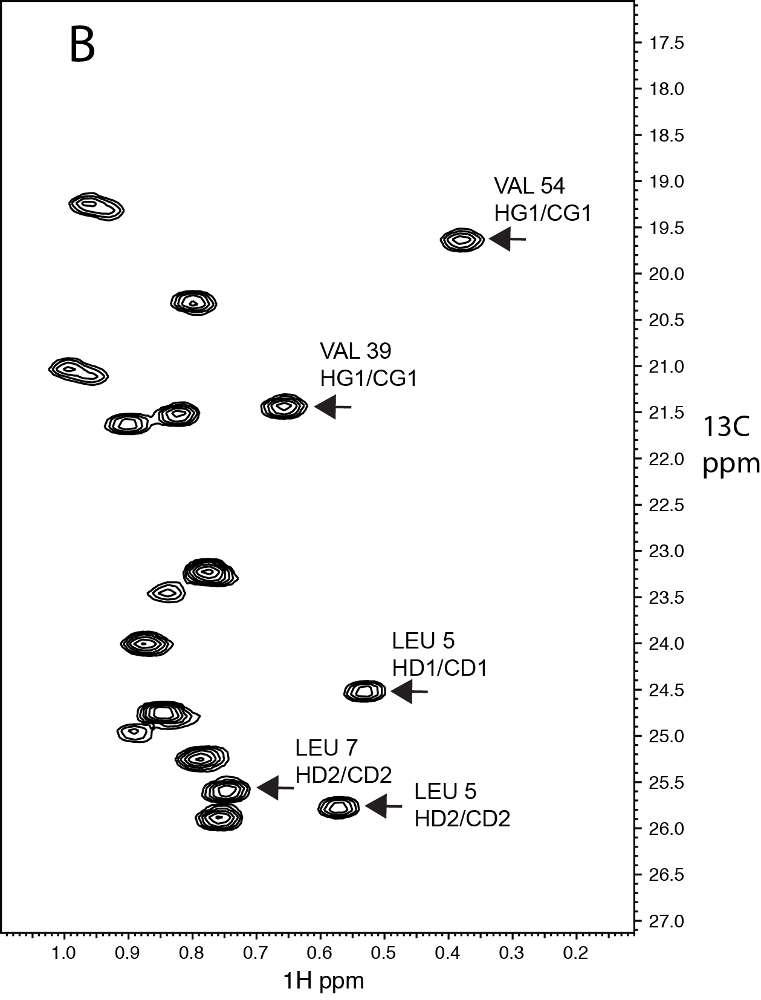 B
17.5
18.0
18.5
19.0
VAL 54
HG1/CG1
19.5
20.0
20.5
VAL 39
HG1/CG1
21.0
21.5
13C
ppm
22.0
22.5
23.0
23.5
24.0
LEU 5
HD1/CD1
24.5
25.0
LEU 7
HD2/CD2
25.5
LEU 5
HD2/CD2
26.0
26.5
27.0
1.0 0.9 0.8 0.7 0.6 0.5 0.4 0.3 0.2
1H ppm